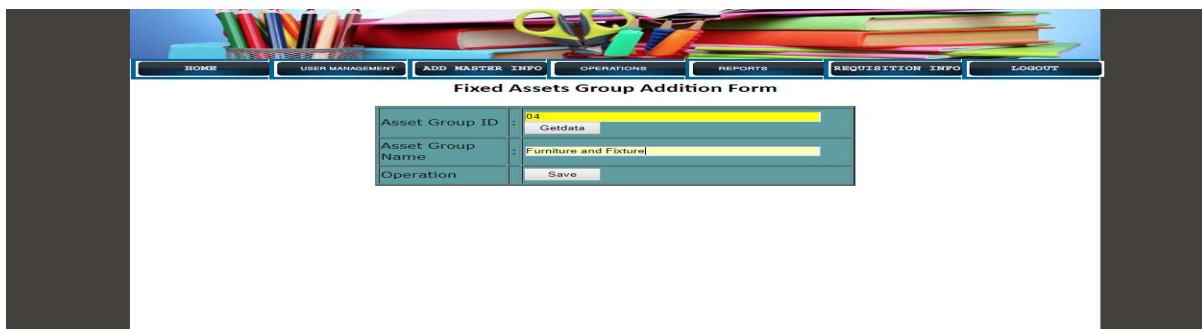 HOME USER MANAGEMENT ADD MASTER INFO OPERATIONS REPORTS REQUISITION INFO LOGOUT
Fixed Assets Group Addition Form
Asset Group ID : 04
Getdata
Asset Group
Name : Furniture and Fixture
Operation Save